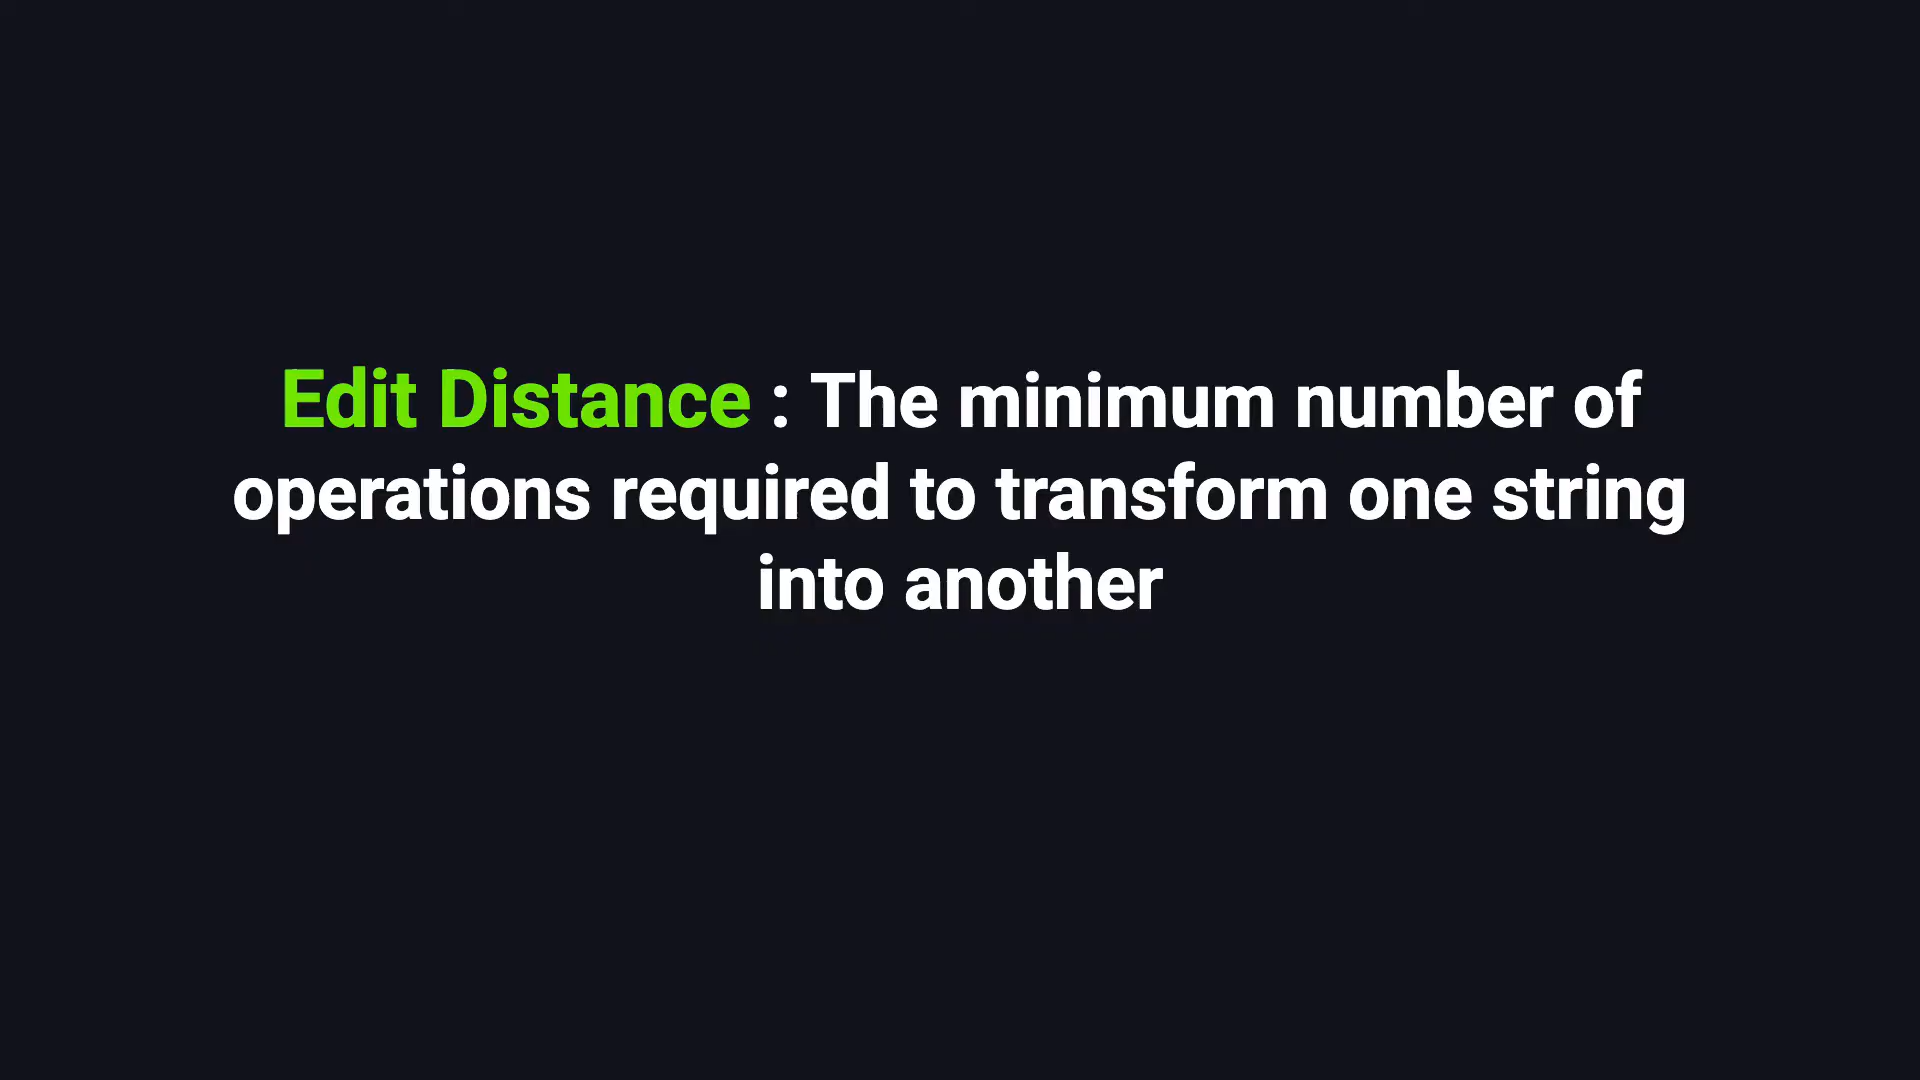 Edit Distance : The minimum number of
operations required to transform one string
into another